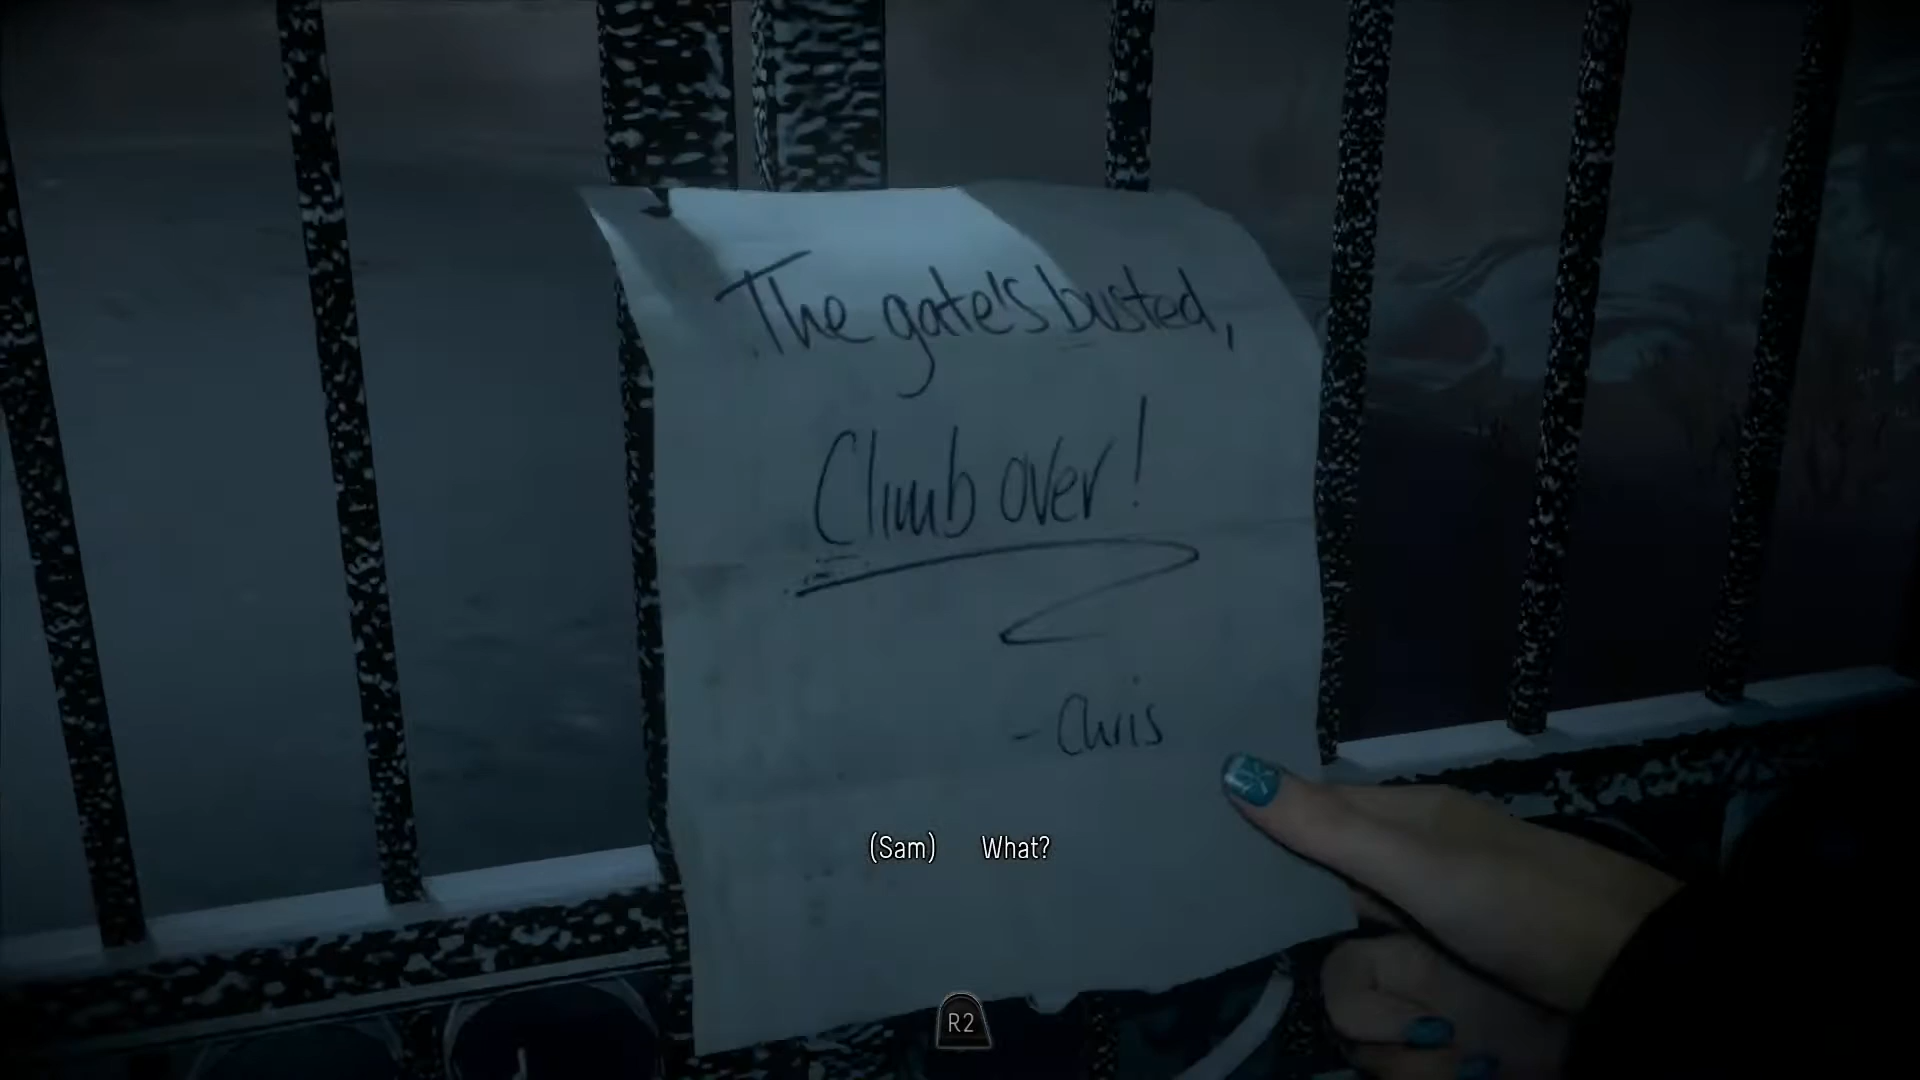 The gate's busted,
Climb over!
- Chris
(Sam) What?
R2